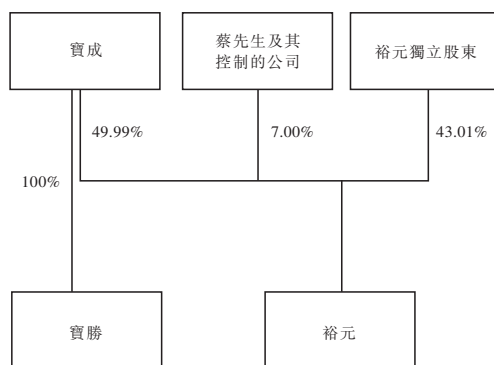 寶成
蔡先生及其
控制的公司
裕元獨立股東
49.99%
7.00%
43.01%
100%
寶勝
裕元